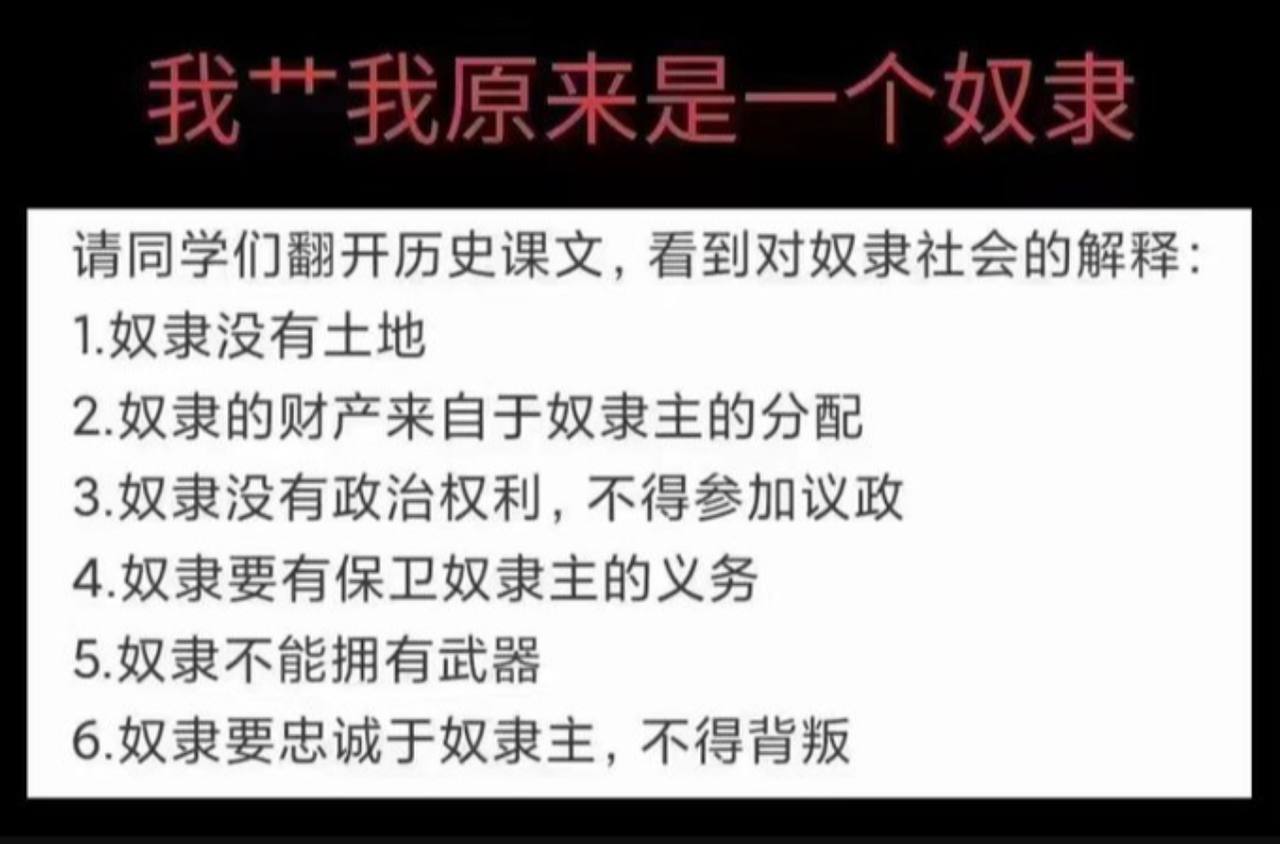 我艹我原来是一个奴隶
请同学们翻开历史课文，看到对奴隶社会的解释：
1.奴隶没有土地
2.奴隶的财产来自于奴隶主的分配
3.奴隶没有政治权利，不得参加议政
4.奴隶要有保卫奴隶主的义务
5.奴隶不能拥有武器
6.奴隶要忠诚于奴隶主，不得背叛